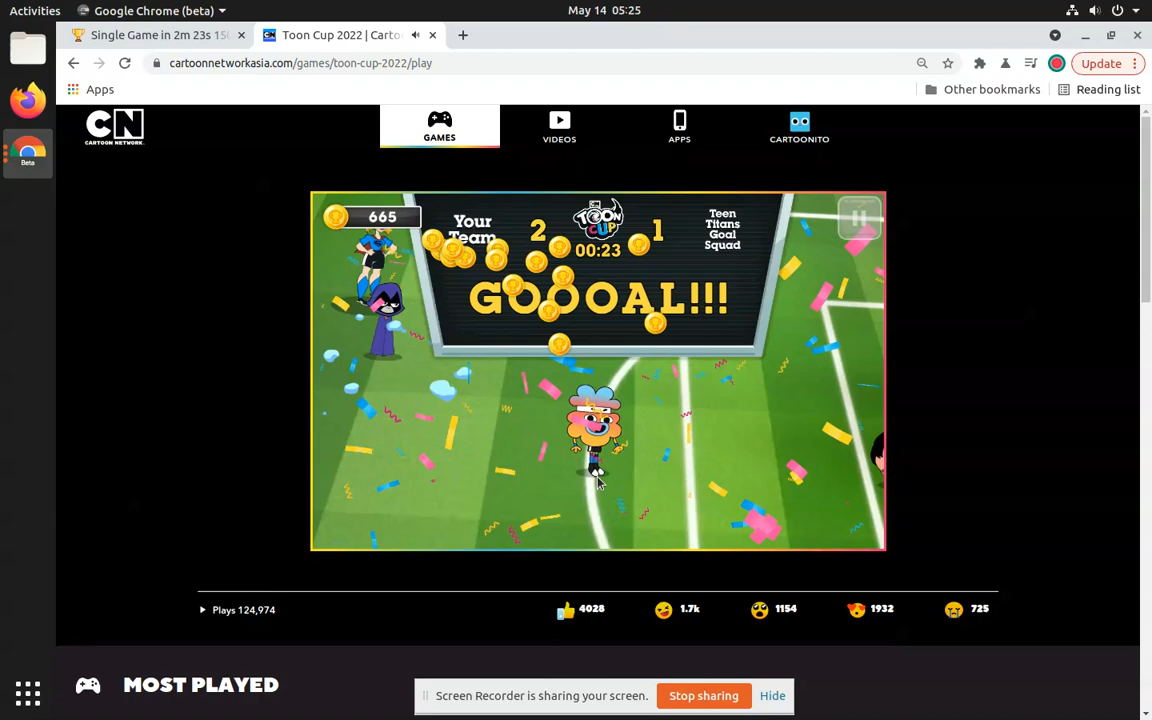 Activities
Google Chrome (beta)
May 14 05:25
Single Game in 2m 23s 15
Toon Cup 2022 | Carto
cartoonnetworkasia.com/games/toon-cup-2022/play
Update
Apps
Other bookmarks
Reading list
Beta
CN
CARTOON NETWORK
GAMES
VIDEOS
APPS
CARTOONITO
665
Your
Team
2
CN
TOON
CUP
00:23
1
Teen
Titans
Goal
Squad
GOOOAL!!!
Plays 124,974
4028
1.7k
1154
1932
725
MOST PLAYED
Screen Recorder is sharing your screen.
Stop sharing
Hide